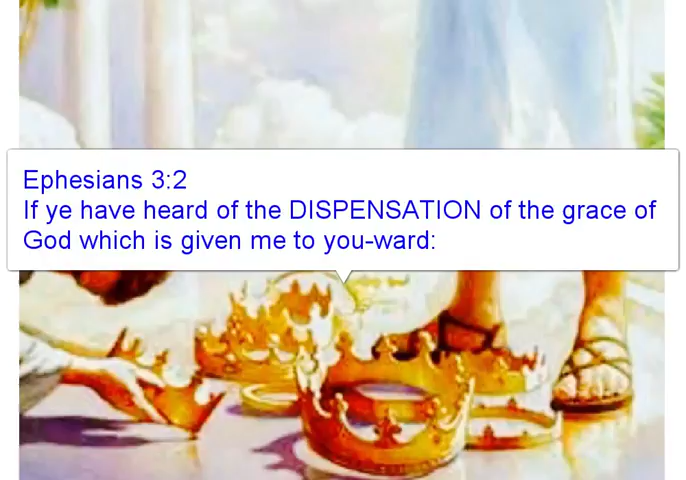 Ephesians 3:2
If ye have heard of the DISPENSATION of the grace of
God which is given me to you-ward: